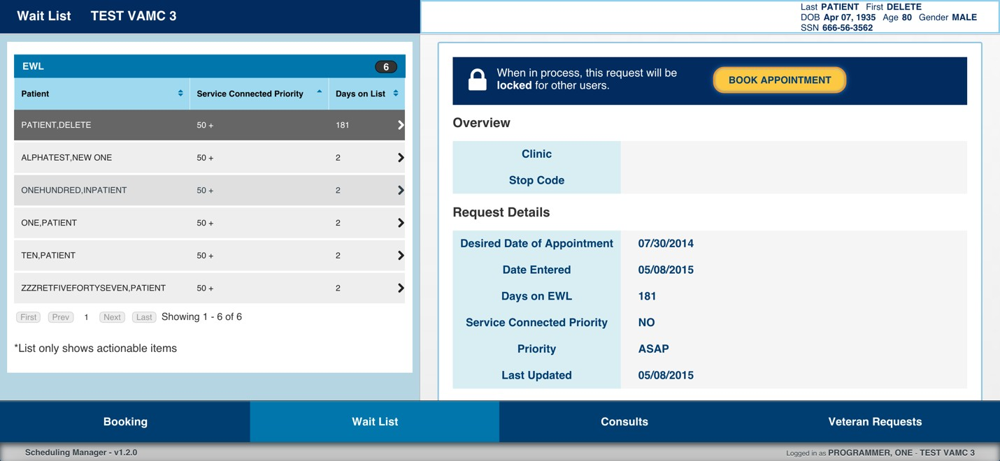 Wait List TEST VAMC 3
Last PATIENT First DELETE
DOB Apr 07, 1935 Age 80 Gender MALE
SSN 666-56-3562
EWL 6
Patient Service Connected Priority Days on List
PATIENT,DELETE 50 + 181
ALPHATEST,NEW ONE 50 + 2
ONEHUNDRED,INPATIENT 50 + 2
ONE,PATIENT 50 + 2
TEN,PATIENT 50 + 2
ZZZRETFIVEFORTYSEVEN,PATIENT 50 + 2
First Prev 1 Next Last Showing 1 - 6 of 6
*List only shows actionable items
When in process, this request will be
locked for other users.
BOOK APPOINTMENT
Overview
Clinic
Stop Code
Request Details
Desired Date of Appointment 07/30/2014
Date Entered 05/08/2015
Days on EWL 181
Service Connected Priority NO
Priority ASAP
Last Updated 05/08/2015
Booking Wait List Consults Veteran Requests
Scheduling Manager - v1.2.0
Logged in as PROGRAMMER, ONE - TEST VAMC 3